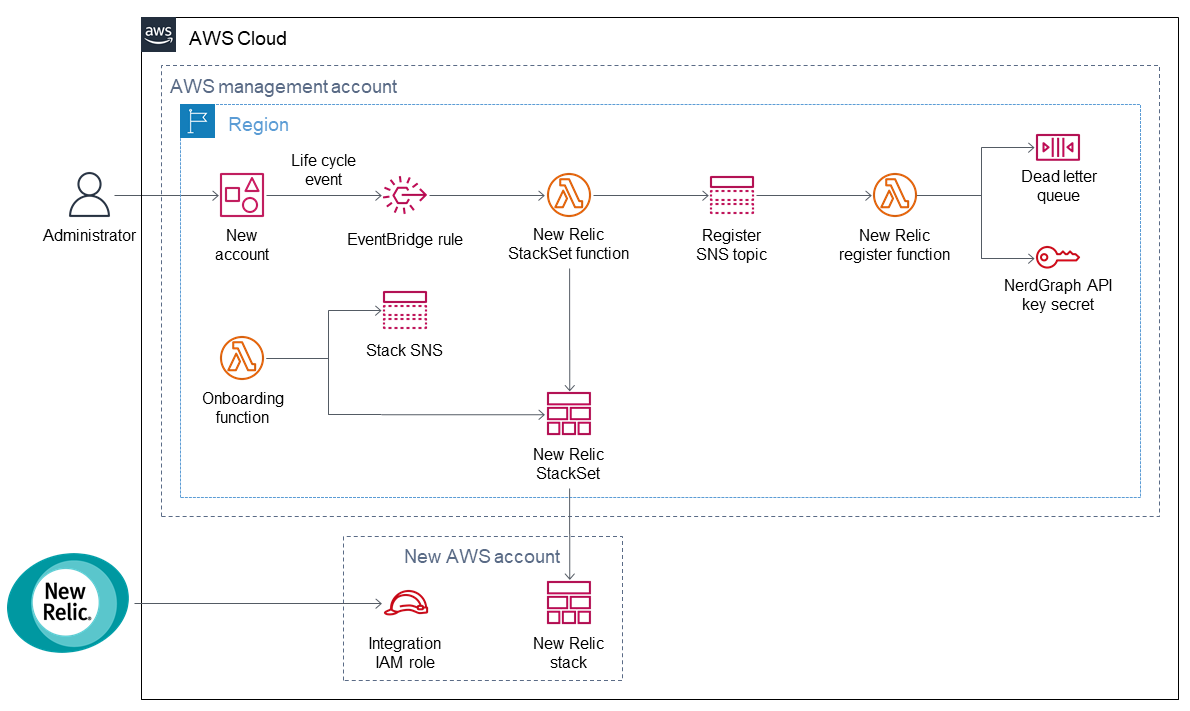 aws
AWS Cloud
AWS management account
Region
Life cycle
event
Administrator
New
account
EventBridge rule
New Relic
StackSet function
Register
SNS topic
New Relic
register function
Dead letter
queue
NerdGraph API
key secret
Stack SNS
Onboarding
function
New Relic
StackSet
New AWS account
New
Relic.
Integration
IAM role
New Relic
stack